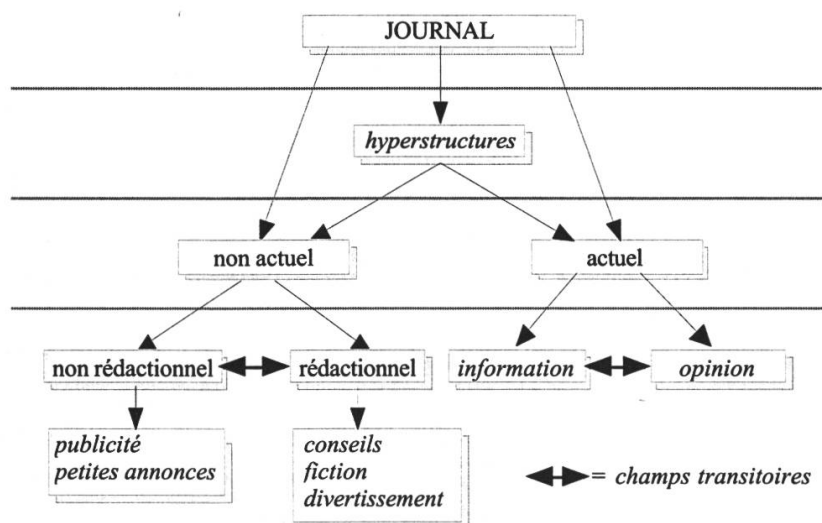 JOURNAL
hyperstructures
non actuel
actuel
non rédactionnel
rédactionnel
information
opinion
publicité
petites annonces
conseils
fiction
divertissement
= champs transitoires